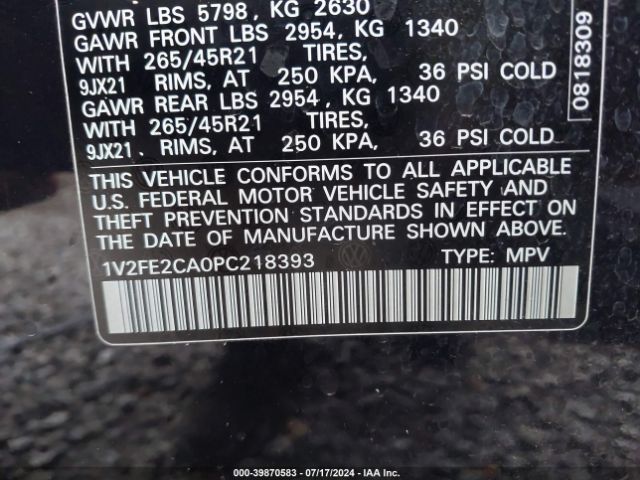 GVWR LBS 5798, KG 2630
GAWR FRONT LBS 2954, KG 1340
WITH 265/45R21 TIRES,
9JX21 RIMS, AT 250 KPA, 36 PSI COLD
GAWR REAR LBS 2954, KG 1340
WITH 265/45R21 TIRES,
9JX21. RIMS, AT 250 KPA, 36 PSI COLD
0818309
THIS VEHICLE CONFORMS TO ALL APPLICABLE
U.S. FEDERAL MOTOR VEHICLE SAFETY AND
THEFT PREVENTION STANDARDS IN EFFECT ON
THE DATE OF MANUFACTURE SHOWN ABOVE.
1V2FE2CA0PC218393 TYPE: MPV
000-39870583 - 07/17/2024 - IAA Inc.